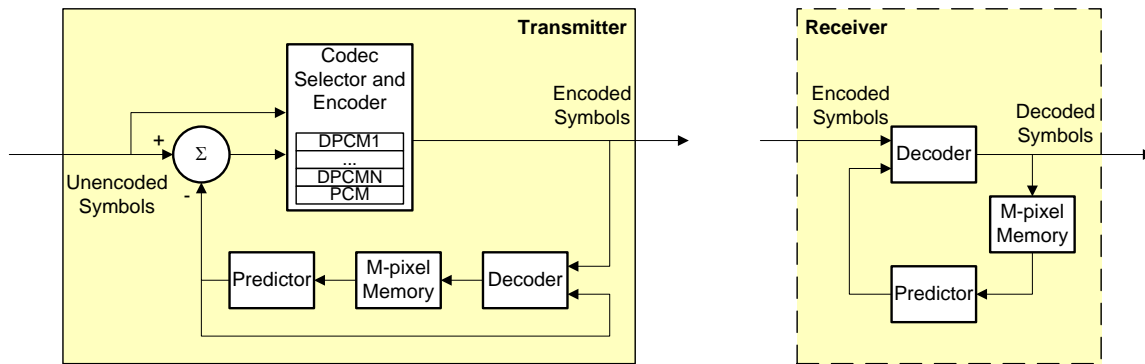 Transmitter
Codec
Selector and
Encoder
DPCM1
...
DPCMN
PCM
Encoded
Symbols
+
Σ
-
Unencoded
Symbols
Predictor
M-pixel
Memory
Decoder
Receiver
Encoded
Symbols
Decoded
Symbols
Decoder
M-pixel
Memory
Predictor